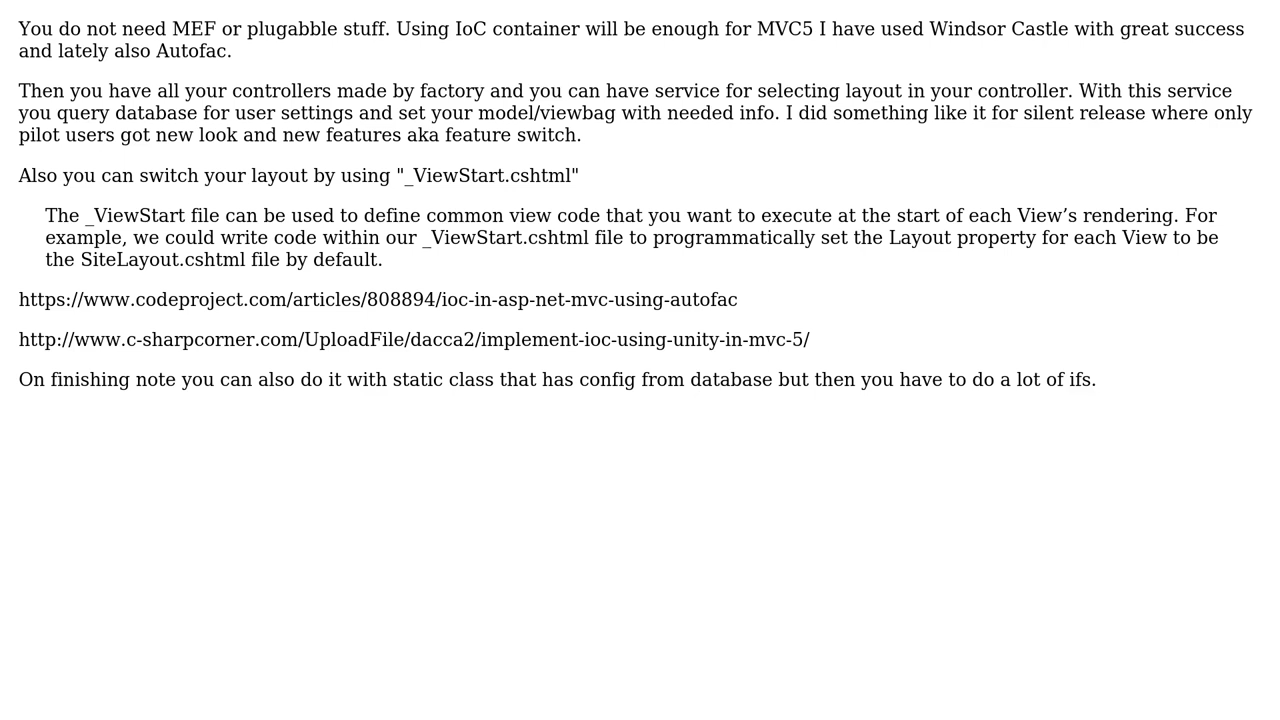 You do not need MEF or plugabble stuff. Using IoC container will be enough for MVC5 I have used Windsor Castle with great success
and lately also Autofac.
Then you have all your controllers made by factory and you can have service for selecting layout in your controller. With this service
you query database for user settings and set your model/viewbag with needed info. I did something like it for silent release where only
pilot users got new look and new features aka feature switch.
Also you can switch your layout by using "_ViewStart.cshtml"
The _ViewStart file can be used to define common view code that you want to execute at the start of each View’s rendering. For
example, we could write code within our _ViewStart.cshtml file to programmatically set the Layout property for each View to be
the SiteLayout.cshtml file by default.
https://www.codeproject.com/articles/808894/ioc-in-asp-net-mvc-using-autofac
http://www.c-sharpcorner.com/UploadFile/dacca2/implement-ioc-using-unity-in-mvc-5/
On finishing note you can also do it with static class that has config from database but then you have to do a lot of ifs.